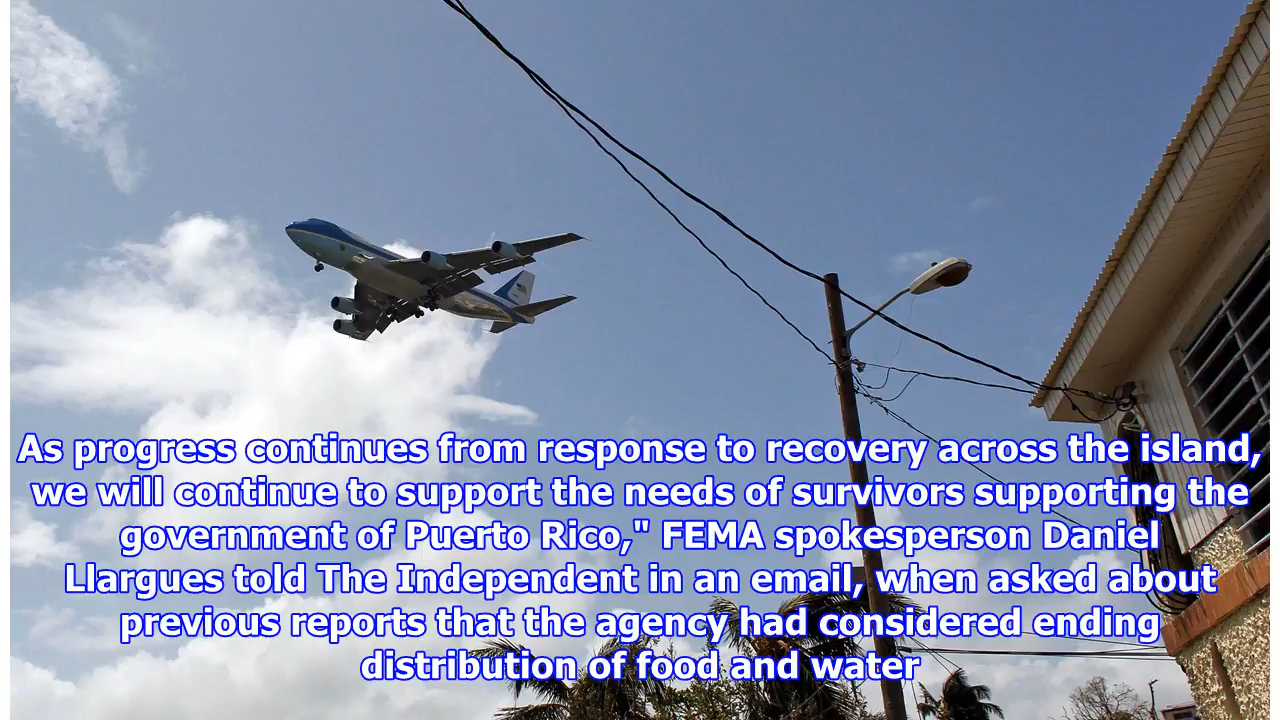 As progress continues from response to recovery across the island,
we will continue to support the needs of survivors supporting the
government of Puerto Rico," FEMA spokesperson Daniel
Llargues told The Independent in an email, when asked about
previous reports that the agency had considered ending
distribution of food and water